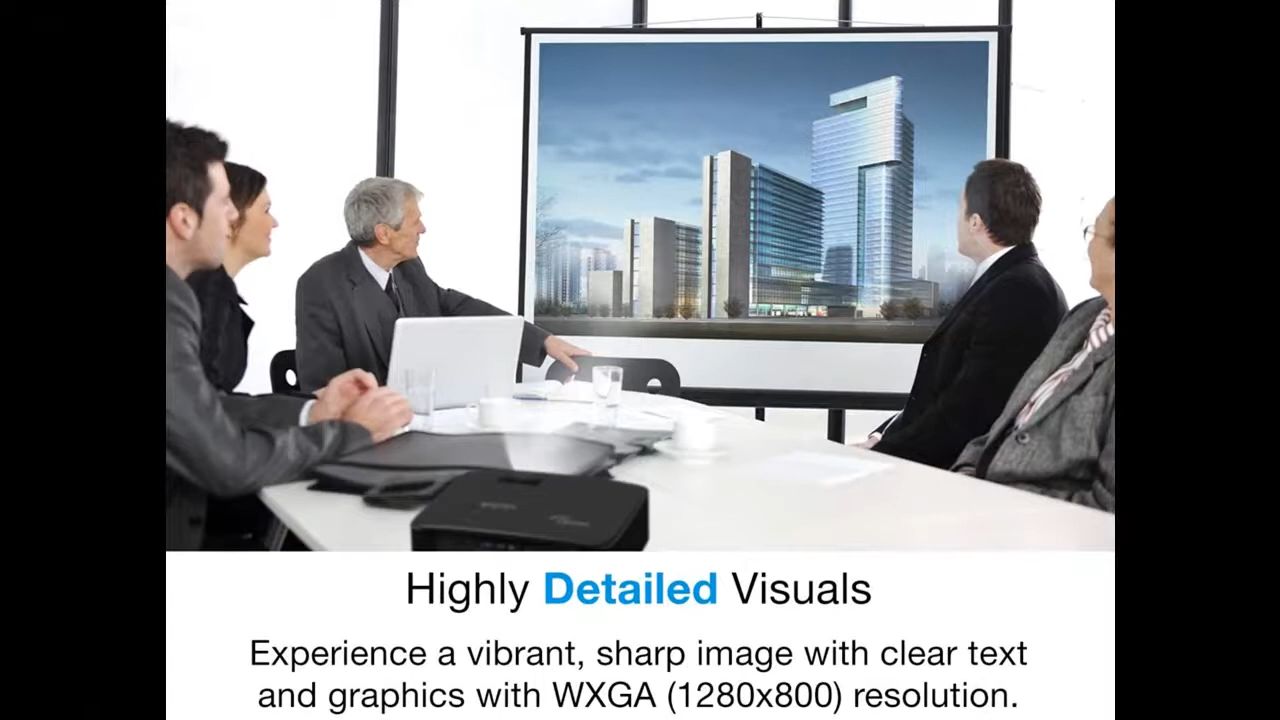 Highly Detailed Visuals
Experience a vibrant, sharp image with clear text
and graphics with WXGA (1280x800) resolution.